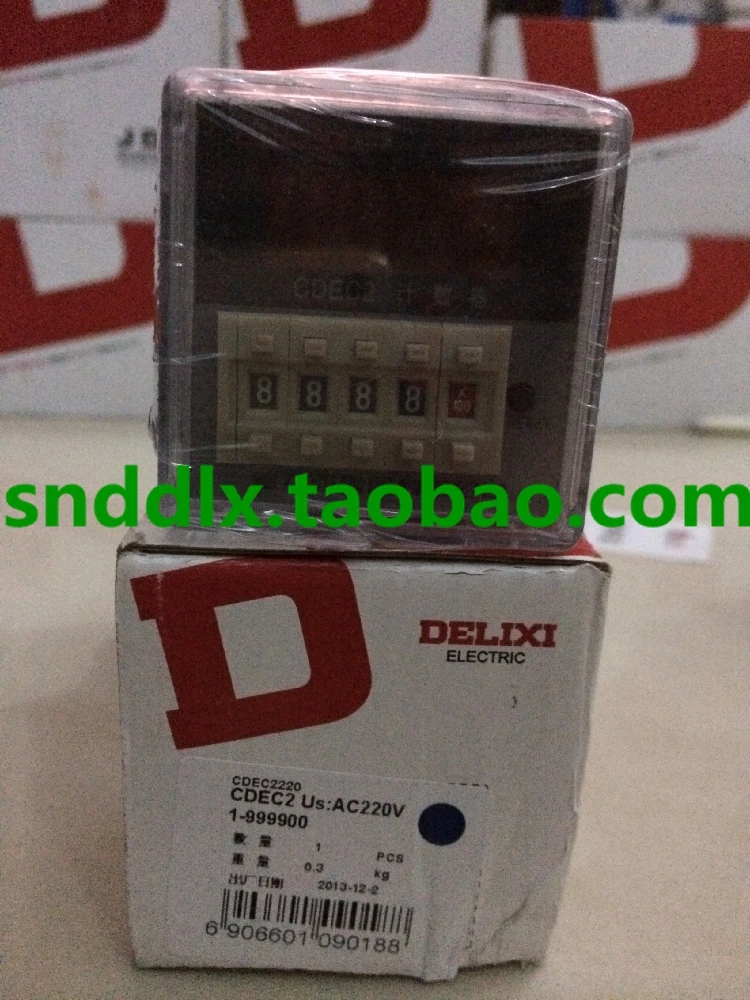 CDEC2 计数器
8 8 8 8 X100
snddlx.taobao.com
DELIXI
ELECTRIC
CDEC2220
CDEC2 Us:AC220V
1-999900
数量 1 PCS
重量 0.3 kg
出厂日期 2013-12-2
6 906601 090188